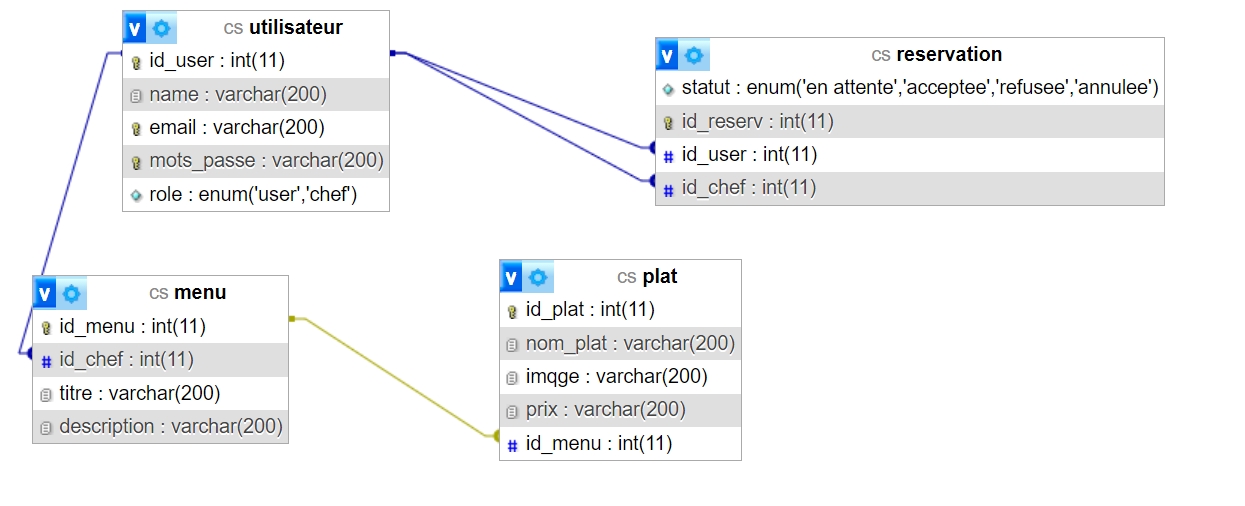 v cs utilisateur
id_user : int(11)
name : varchar(200)
email : varchar(200)
mots_passe : varchar(200)
role : enum('user','chef')
v cs reservation
statut : enum('en attente','acceptee','refusee','annulee')
id_reserv : int(11)
# id_user : int(11)
# id_chef : int(11)
v cs menu
id_menu : int(11)
# id_chef : int(11)
titre : varchar(200)
description : varchar(200)
v cs plat
id_plat : int(11)
nom_plat : varchar(200)
imqge : varchar(200)
prix : varchar(200)
# id_menu : int(11)